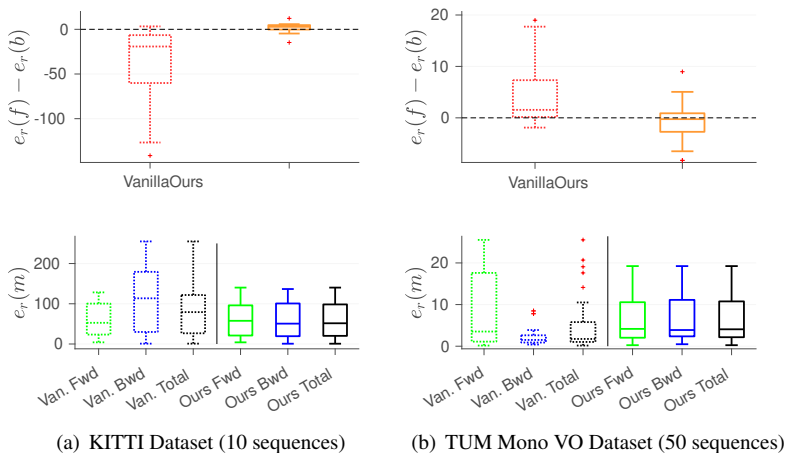 0
-50
-100
e_r(f) − e_r(b)
VanillaOurs
20
10
0
e_r(f) − e_r(b)
VanillaOurs
200
100
0
e_r(m)
Van. Fwd
Van. Bwd
Van. Total
Ours Fwd
Ours Bwd
Ours Total
20
10
0
e_r(m)
Van. Fwd
Van. Bwd
Van. Total
Ours Fwd
Ours Bwd
Ours Total
(a) KITTI Dataset (10 sequences)
(b) TUM Mono VO Dataset (50 sequences)